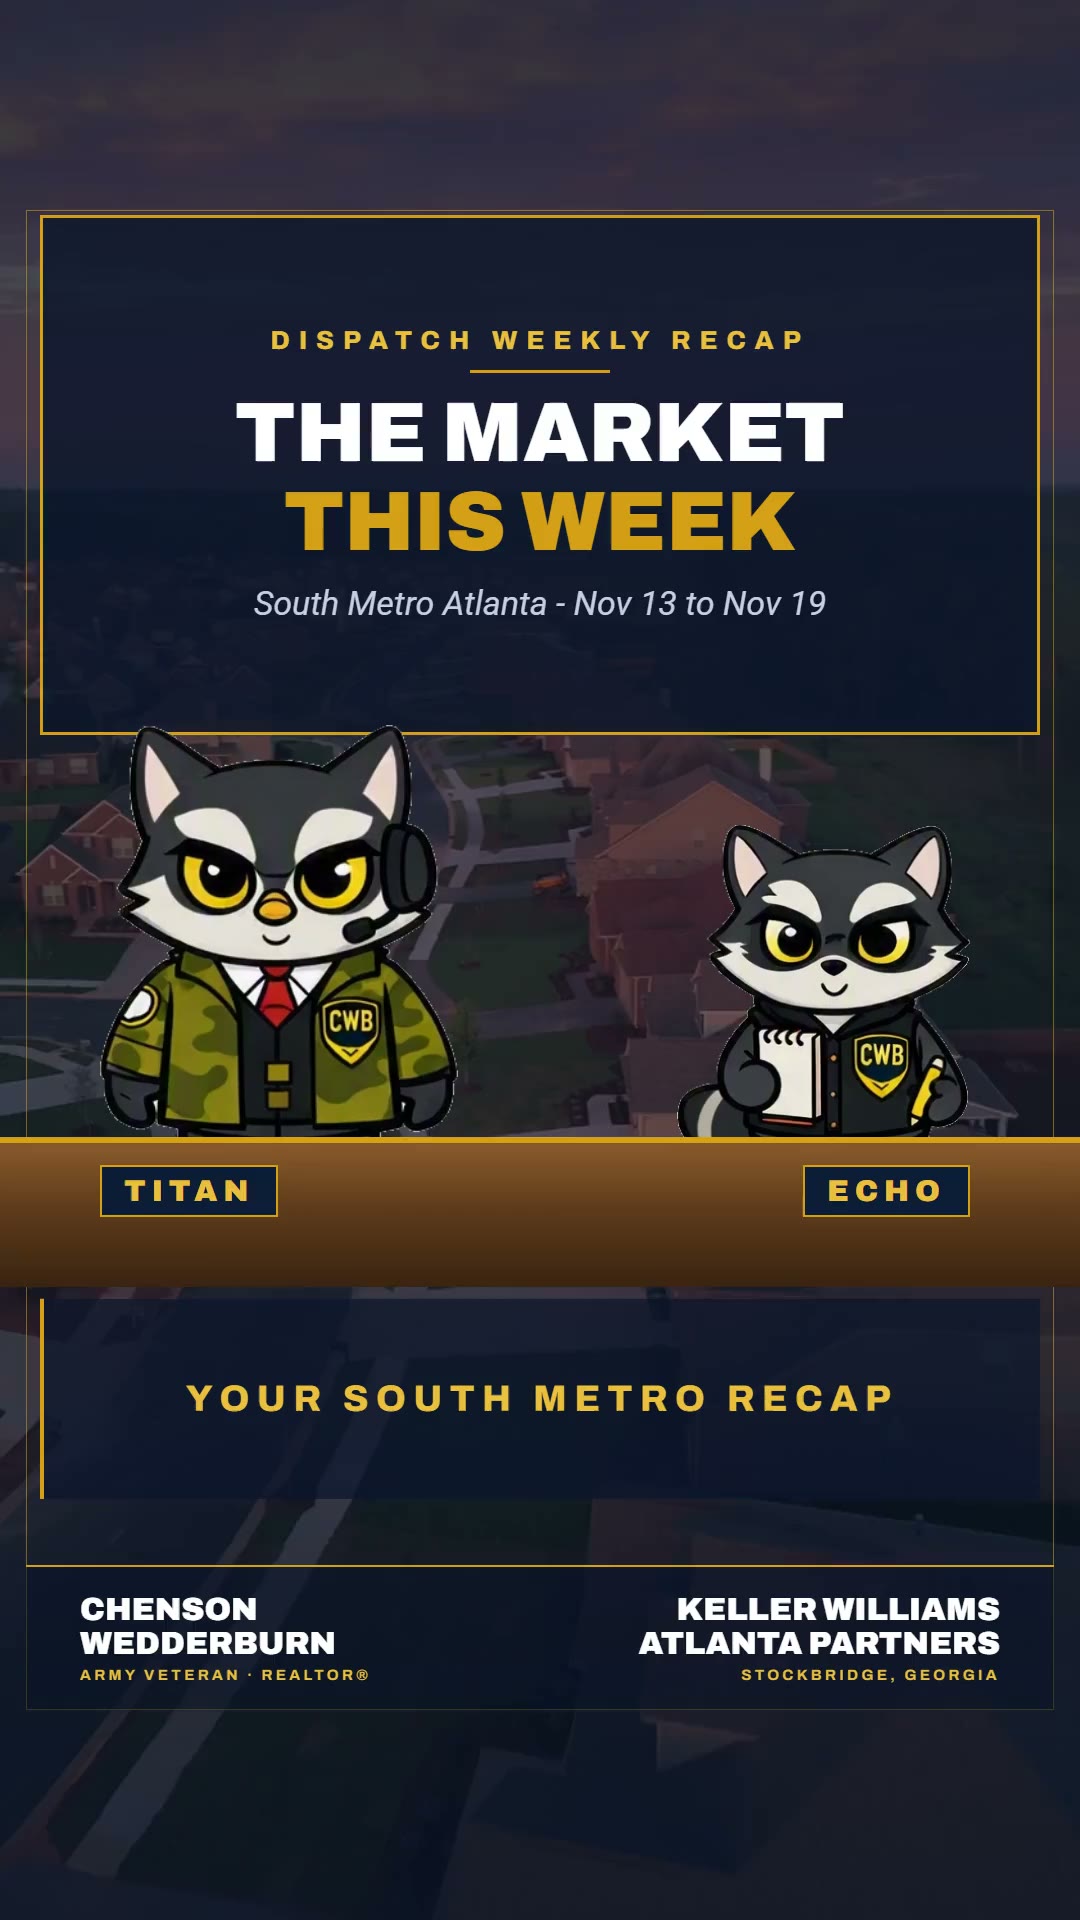 DISPATCH WEEKLY RECAP
THE MARKET
THIS WEEK
South Metro Atlanta - Nov 13 to Nov 19
CWB
CWB
TITAN
ECHO
YOUR SOUTH METRO RECAP
CHENSON
WEDDERBURN
ARMY VETERAN · REALTOR®
KELLER WILLIAMS
ATLANTA PARTNERS
STOCKBRIDGE, GEORGIA